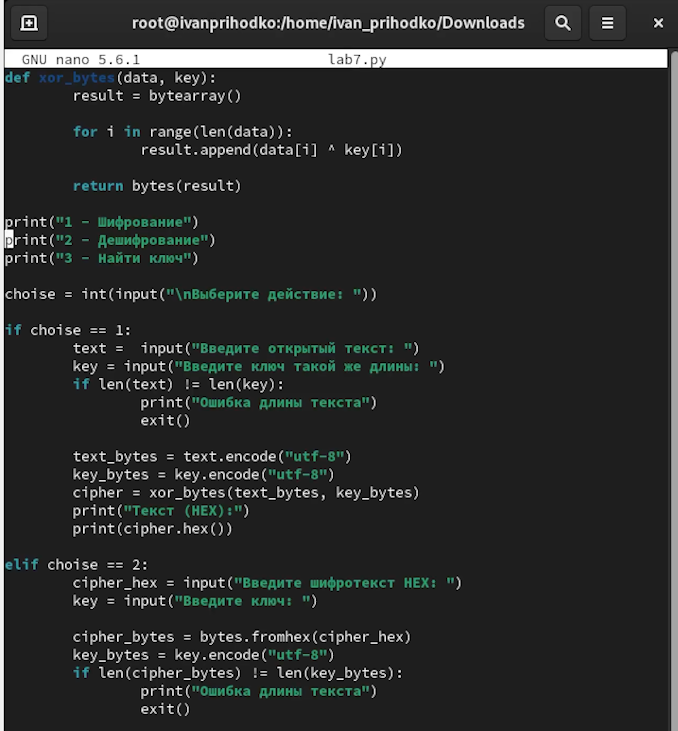 root@ivanprihodko:/home/ivan_prihodko/Downloads
GNU nano 5.6.1 lab7.py
def xor_bytes(data, key):
        result = bytearray()

        for i in range(len(data)):
                result.append(data[i] ^ key[i])

        return bytes(result)

print("1 - Шифрование")
print("2 - Дешифрование")
print("3 - Найти ключ")

choise = int(input("\nВыберите действие: "))

if choise == 1:
        text =  input("Введите открытый текст: ")
        key = input("Введите ключ такой же длины: ")
        if len(text) != len(key):
                print("Ошибка длины текста")
                exit()

        text_bytes = text.encode("utf-8")
        key_bytes = key.encode("utf-8")
        cipher = xor_bytes(text_bytes, key_bytes)
        print("Текст (HEX):")
        print(cipher.hex())

elif choise == 2:
        cipher_hex = input("Введите шифротекст HEX: ")
        key = input("Введите ключ: ")

        cipher_bytes = bytes.fromhex(cipher_hex)
        key_bytes = key.encode("utf-8")
        if len(cipher_bytes) != len(key_bytes):
                print("Ошибка длины текста")
                exit()